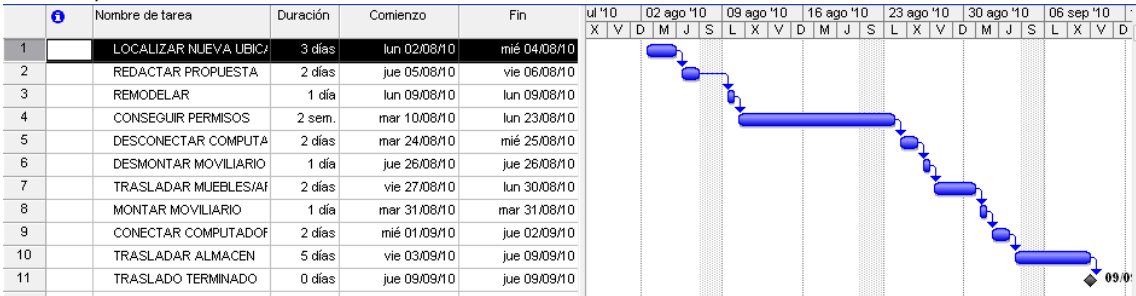 Nombre de tarea Duración Comienzo Fin ul '10 02 ago '10 09 ago '10 16 ago '10 23 ago '10 30 ago '10 06 sep '10
X V D M J S L X V D M J S L X V D M J S L X V D
1 LOCALIZAR NUEVA UBICA 3 días lun 02/08/10 mié 04/08/10
2 REDACTAR PROPUESTA 2 días jue 05/08/10 vie 06/08/10
3 REMODELAR 1 día lun 09/08/10 lun 09/08/10
4 CONSEGUIR PERMISOS 2 sem. mar 10/08/10 lun 23/08/10
5 DESCONECTAR COMPUTA 2 días mar 24/08/10 mié 25/08/10
6 DESMONTAR MOVILIARIO 1 día jue 26/08/10 jue 26/08/10
7 TRASLADAR MUEBLES/AF 2 días vie 27/08/10 lun 30/08/10
8 MONTAR MOVILIARIO 1 día mar 31/08/10 mar 31/08/10
9 CONECTAR COMPUTADOF 2 días mié 01/09/10 jue 02/09/10
10 TRASLADAR ALMACEN 5 días vie 03/09/10 jue 09/09/10
11 TRASLADO TERMINADO 0 días jue 09/09/10 jue 09/09/10 09/09